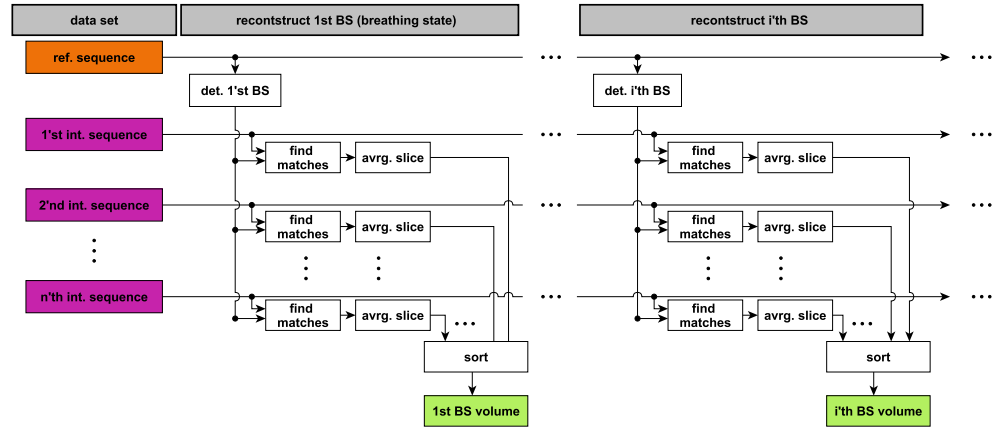 data set
recontstruct 1st BS (breathing state)
recontstruct i'th BS
ref. sequence
det. 1'st BS
det. i'th BS
1'st int. sequence
find
matches
avrg. slice
find
matches
avrg. slice
2'nd int. sequence
find
matches
avrg. slice
find
matches
avrg. slice
n'th int. sequence
find
matches
avrg. slice
find
matches
avrg. slice
sort
sort
1st BS volume
i'th BS volume